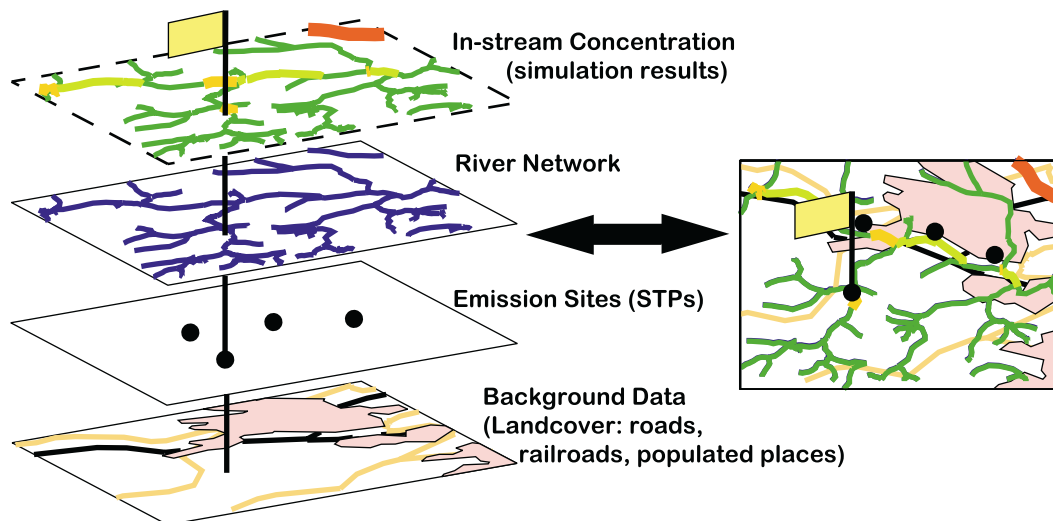 In-stream Concentration
(simulation results)
River Network
Emission Sites (STPs)
Background Data
(Landcover: roads,
railroads, populated places)